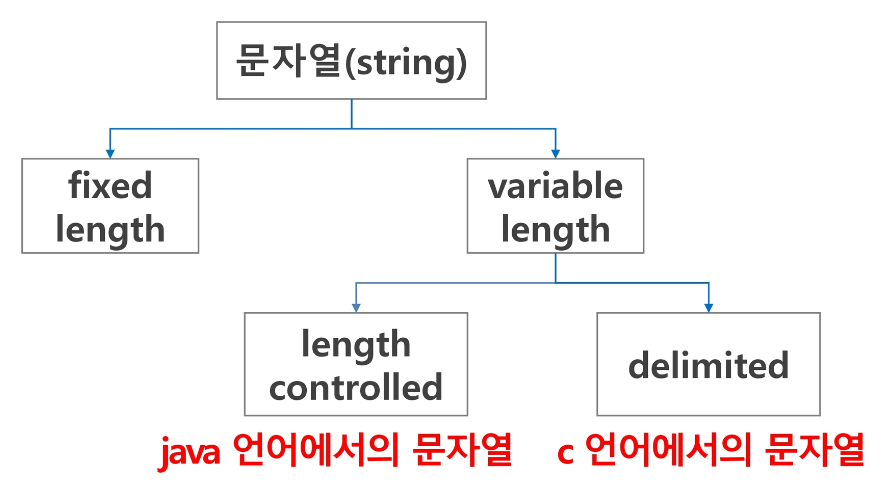 문자열(string)
fixed
length
variable
length
length
controlled
delimited
java 언어에서의 문자열
c 언어에서의 문자열